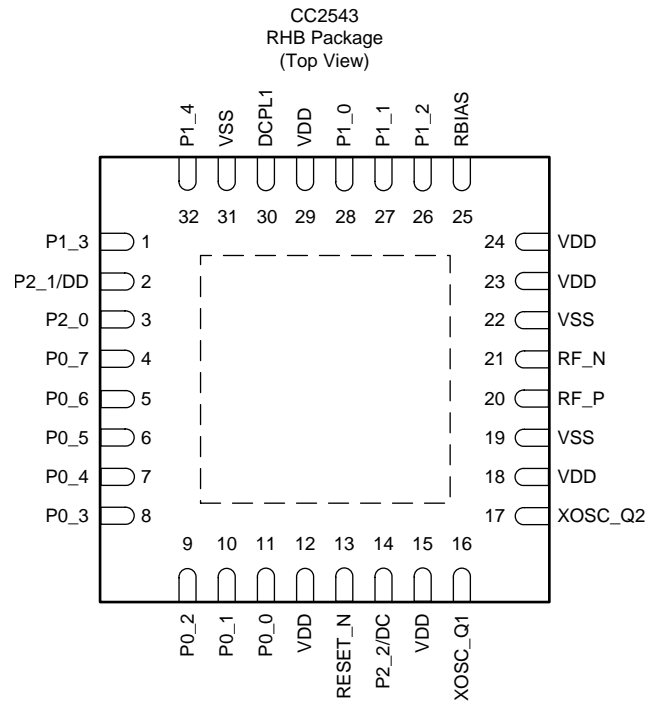 CC2543
RHB Package
(Top View)
P1_4
VSS
DCPL1
VDD
P1_0
P1_1
P1_2
RBIAS
32 31 30 29 28 27 26 25
P1_3 1
P2_1/DD 2
P2_0 3
P0_7 4
P0_6 5
P0_5 6
P0_4 7
P0_3 8
24 VDD
23 VDD
22 VSS
21 RF_N
20 RF_P
19 VSS
18 VDD
17 XOSC_Q2
9 10 11 12 13 14 15 16
P0_2
P0_1
P0_0
VDD
RESET_N
P2_2/DC
VDD
XOSC_Q1